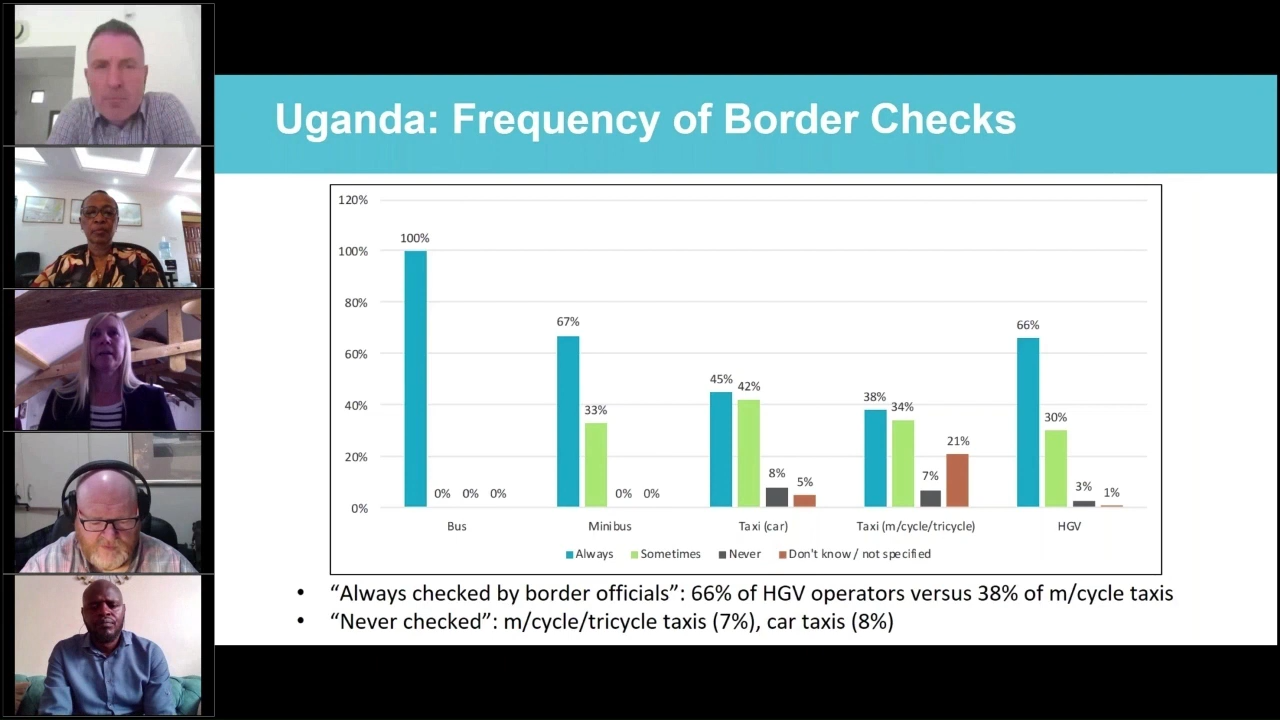 Uganda: Frequency of Border Checks
120%
100%
80%
60%
40%
20%
0%
100%
0%
0%
0%
67%
33%
0%
0%
45%
42%
8%
5%
38%
34%
7%
21%
66%
30%
3%
1%
Bus
Minibus
Taxi (car)
Taxi (m/cycle/tricycle)
HGV
Always
Sometimes
Never
Don't know / not specified
• “Always checked by border officials”: 66% of HGV operators versus 38% of m/cycle taxis
• “Never checked”: m/cycle/tricycle taxis (7%), car taxis (8%)